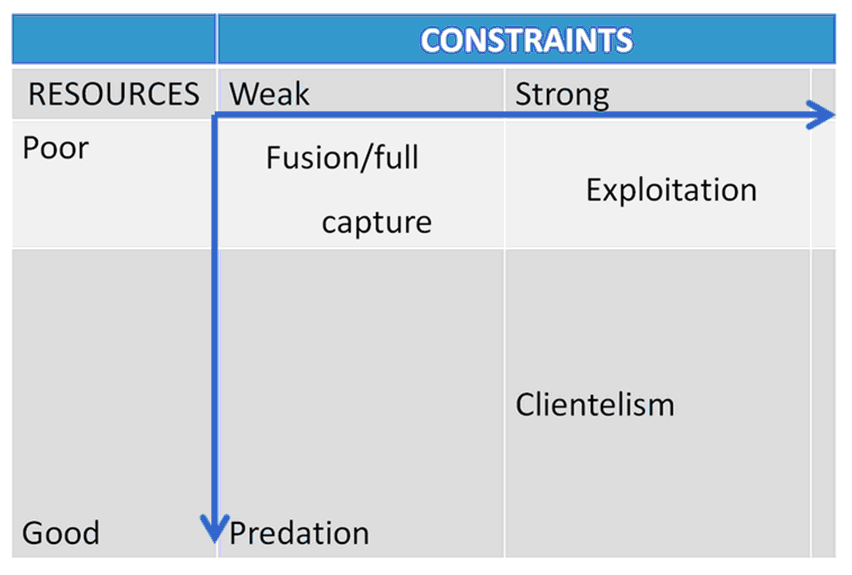 CONSTRAINTS
RESOURCES Weak Strong
Poor
Fusion/full
capture
Exploitation
Clientelism
Good
Predation